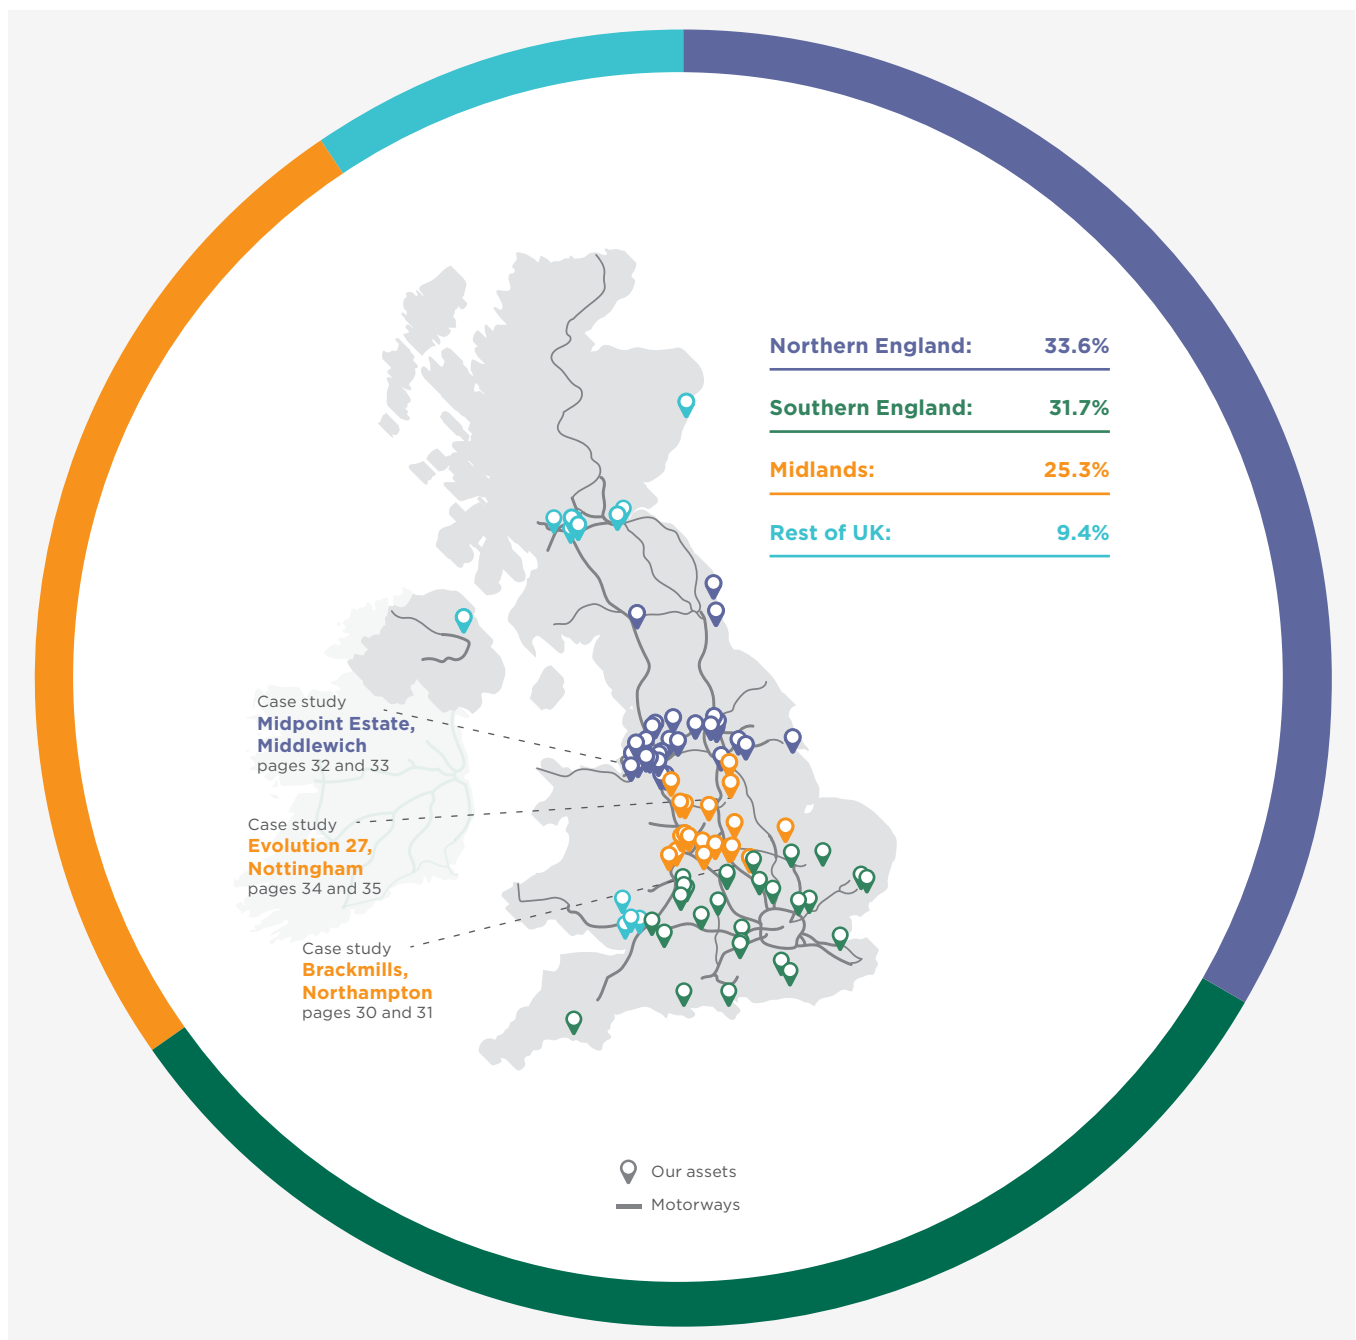 Northern England: 33.6%
Southern England: 31.7%
Midlands: 25.3%
Rest of UK: 9.4%
Case study
Midpoint Estate,
Middlewich
pages 32 and 33
Case study
Evolution 27,
Nottingham
pages 34 and 35
Case study
Brackmills,
Northampton
pages 30 and 31
Our assets
Motorways